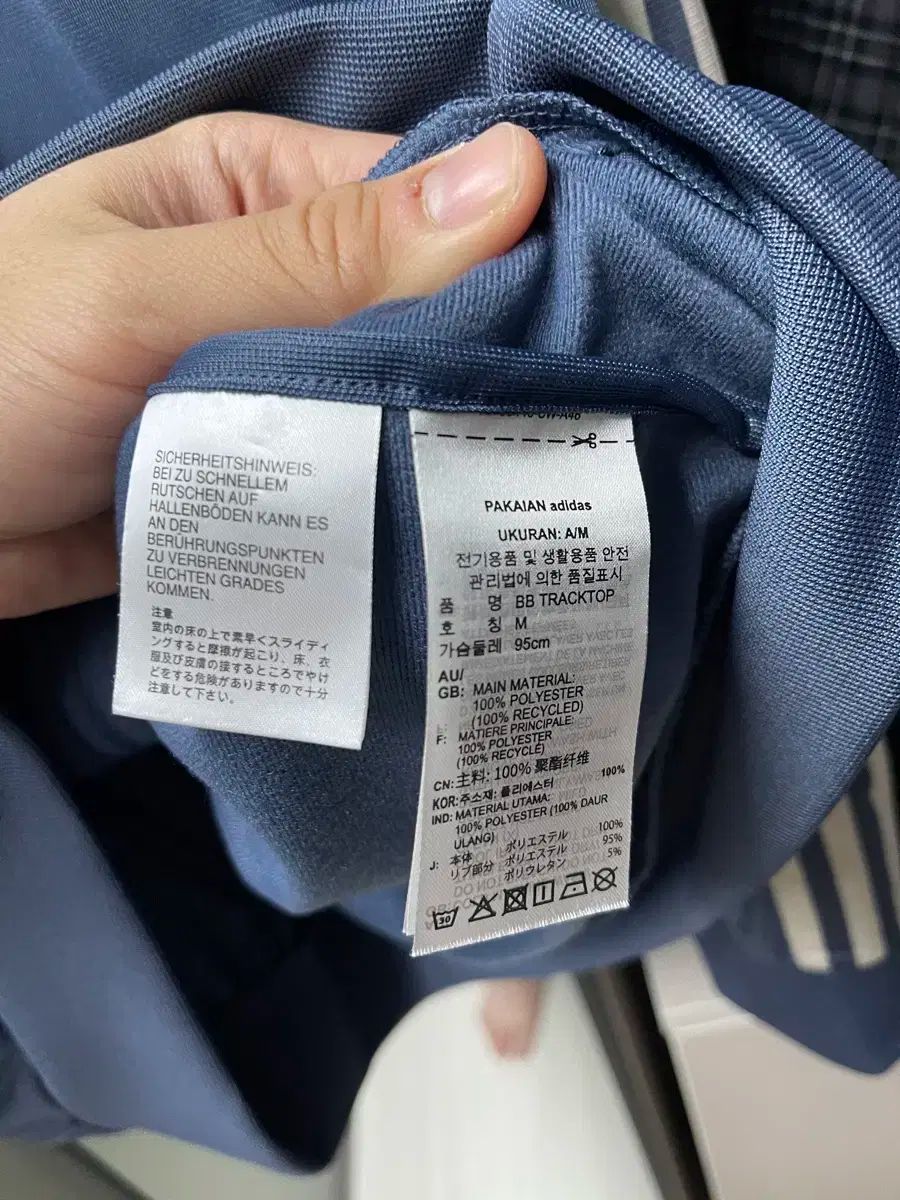 SICHERHEITSHINWEIS:
BEI ZU SCHNELLEM
RUTSCHEN AUF
HALLENBÖDEN KANN ES
AN DEN
BERÜHRUNGSPUNKTEN
ZU VERBRENNUNGEN
LEICHTEN GRADES
KOMMEN.
注意
室内の床の上で素早くスライディ
ングすると摩擦が起こり、床、衣
服及び皮膚の接するところでやけ
どをする危険がありますので十分
注意して下さい。
PAKAIAN adidas
UKURAN: A/M
전기용품 및 생활용품 안전
관리법에 의한 품질표시
품 명 BB TRACKTOP
호 칭 M
가슴둘레 95cm
AU/
GB: MAIN MATERIAL:
100% POLYESTER
(100% RECYCLED)
F: MATIERE PRINCIPALE:
100% POLYESTER
(100% RECYCLÉ)
CN: 主料: 100% 聚酯纤维
KOR: 주소재: 폴리에스터 100%
IND: MATERIAL UTAMA:
100% POLYESTER (100% DAUR
ULANG)
J: 本体 ポリエステル 100%
リブ部分 ポリエステル 95%
ポリウレタン 5%
30